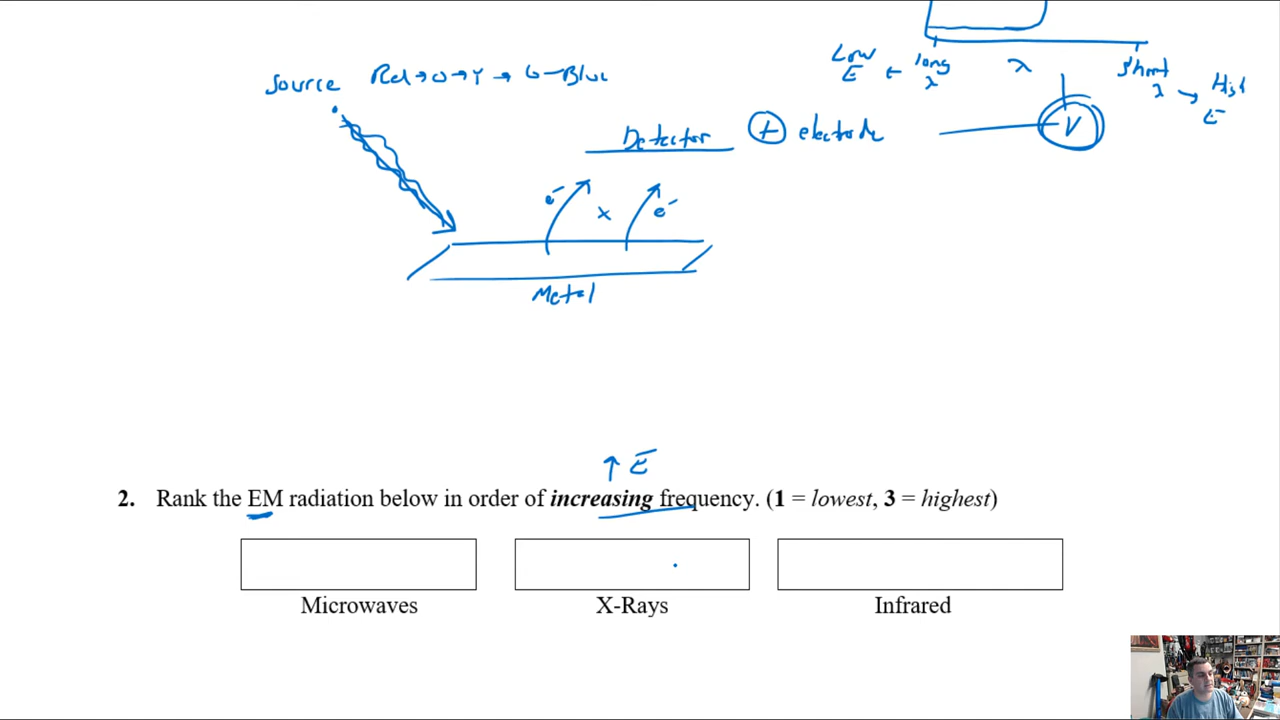 Low
E ← long
λ
λ
short
λ → High
E
Source Red → O → Y → G – Blue
Detector + electrode
V
e⁻ x e⁻
Metal
↑ E
2. Rank the EM radiation below in order of increasing frequency. (1 = lowest, 3 = highest)
Microwaves X-Rays Infrared